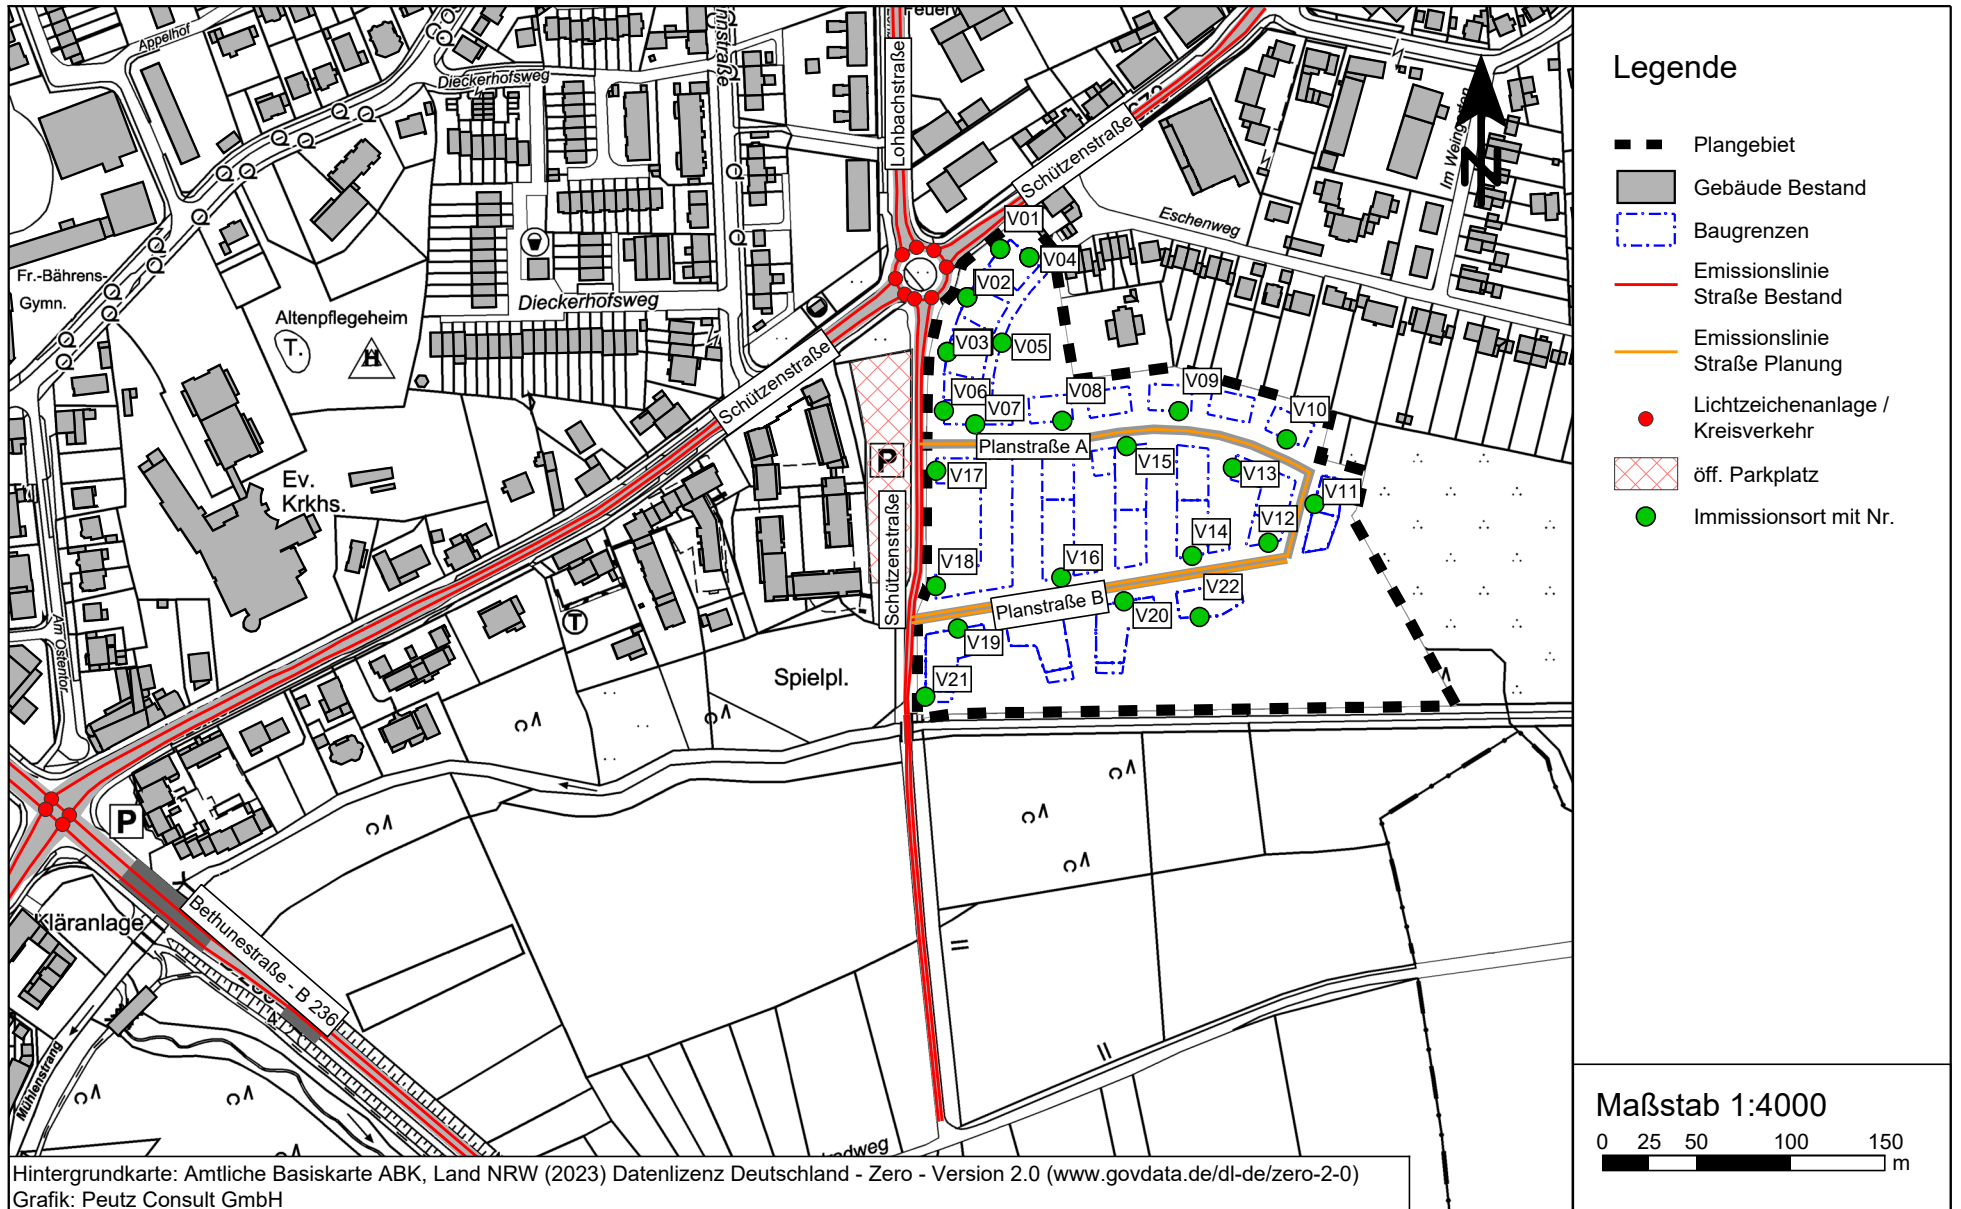 Appelhof
Dieckerhofsweg
Lohbachstraße
Schützenstraße
Im Weingarten
N
Eschenweg
Fr.-Bährens-
Gymn.
Altenpflegeheim
T.
H
Dieckerhofsweg
Schützenstraße
Ev.
Krkhs.
P
Schützenstraße
V01
V04
V02
V03
V05
V06
V07
V08
V09
V10
Planstraße A
V15
V13
V17
V11
V12
V14
V16
V18
V22
Planstraße B
V20
V19
V21
T
Spielpl.
Am Ostentor
P
Kläranlage
Bethunestraße - B 236
Mühlenstrang
Legende
Plangebiet
Gebäude Bestand
Baugrenzen
Emissionslinie
Straße Bestand
Emissionslinie
Straße Planung
Lichtzeichenanlage /
Kreisverkehr
öff. Parkplatz
Immissionsort mit Nr.
Maßstab 1:4000
0 25 50 100 150
m
Hintergrundkarte: Amtliche Basiskarte ABK, Land NRW (2023) Datenlizenz Deutschland - Zero - Version 2.0 (www.govdata.de/dl-de/zero-2-0)
Grafik: Peutz Consult GmbH